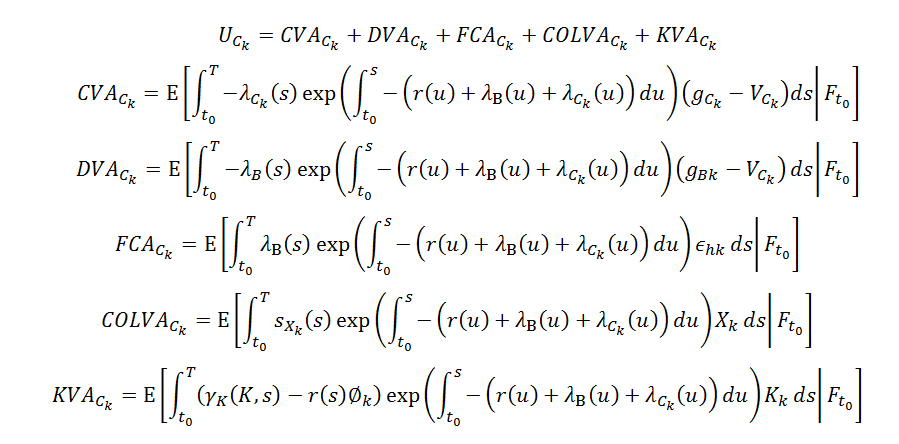 U_{C_k} = CVA_{C_k} + DVA_{C_k} + FCA_{C_k} + COLVA_{C_k} + KVA_{C_k}
CVA_{C_k} = E[∫_{t_0}^{T} −λ_{C_k}(s) exp(∫_{t_0}^{s} −(r(u) + λ_B(u) + λ_{C_k}(u)) du)(g_{C_k} − V_{C_k})ds| F_{t_0}]
DVA_{C_k} = E[∫_{t_0}^{T} −λ_B(s) exp(∫_{t_0}^{s} −(r(u) + λ_B(u) + λ_{C_k}(u)) du)(g_{Bk} − V_{C_k}) ds| F_{t_0}]
FCA_{C_k} = E[∫_{t_0}^{T} λ_B(s) exp(∫_{t_0}^{s} −(r(u) + λ_B(u) + λ_{C_k}(u)) du) ϵ_{hk} ds| F_{t_0}]
COLVA_{C_k} = E[∫_{t_0}^{T} s_{X_k}(s) exp(∫_{t_0}^{s} −(r(u) + λ_B(u) + λ_{C_k}(u)) du) X_k ds| F_{t_0}]
KVA_{C_k} = E[∫_{t_0}^{T} (γ_K(K, s) − r(s)∅_k) exp(∫_{t_0}^{s} −(r(u) + λ_B(u) + λ_{C_k}(u)) du) K_k ds| F_{t_0}]